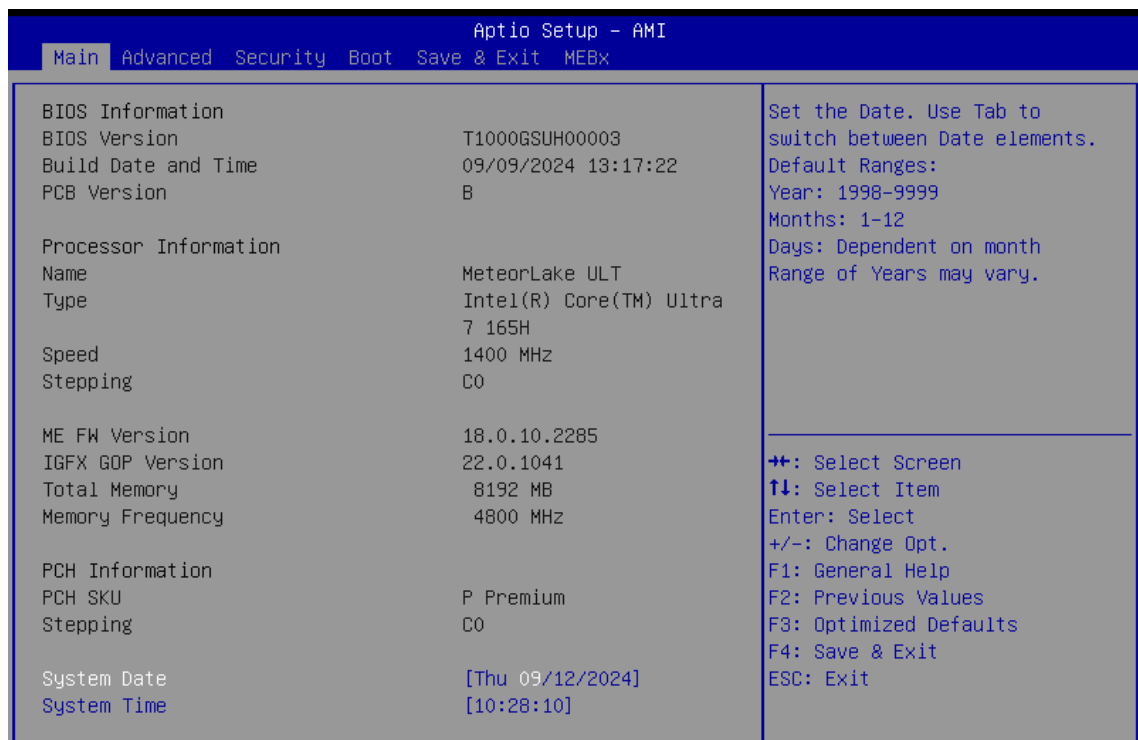 Aptio Setup – AMI
Main Advanced Security Boot Save & Exit MEBx
BIOS Information
BIOS Version T1000GSUH00003
Build Date and Time 09/09/2024 13:17:22
PCB Version B
Processor Information
Name MeteorLake ULT
Type Intel(R) Core(TM) Ultra
7 165H
Speed 1400 MHz
Stepping C0
ME FW Version 18.0.10.2285
IGFX GOP Version 22.0.1041
Total Memory 8192 MB
Memory Frequency 4800 MHz
PCH Information
PCH SKU P Premium
Stepping C0
System Date [Thu 09/12/2024]
System Time [10:28:10]
Set the Date. Use Tab to
switch between Date elements.
Default Ranges:
Year: 1998-9999
Months: 1-12
Days: Dependent on month
Range of Years may vary.
→←: Select Screen
↑↓: Select Item
Enter: Select
+/-: Change Opt.
F1: General Help
F2: Previous Values
F3: Optimized Defaults
F4: Save & Exit
ESC: Exit